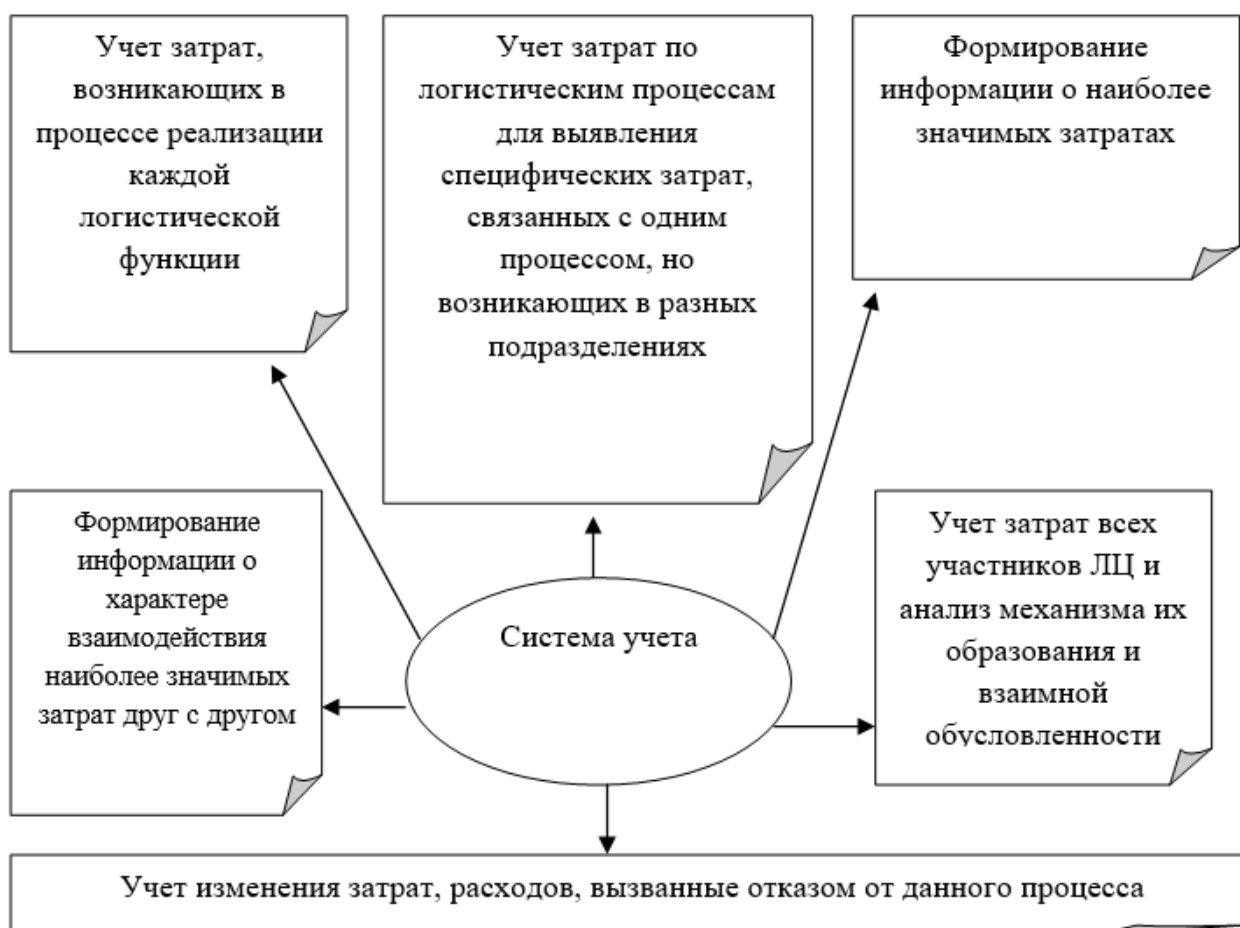 Учет затрат,
возникающих в
процессе реализации
каждой
логистической
функции
Учет затрат по
логистическим процессам
для выявления
специфических затрат,
связанных с одним
процессом, но
возникающих в разных
подразделениях
Формирование
информации о наиболее
значимых затратах
Формирование
информации о
характере
взаимодействия
наиболее значимых
затрат друг с другом
Система учета
Учет затрат всех
участников ЛЦ и
анализ механизма их
образования и
взаимной
обусловленности
Учет изменения затрат, расходов, вызванные отказом от данного процесса